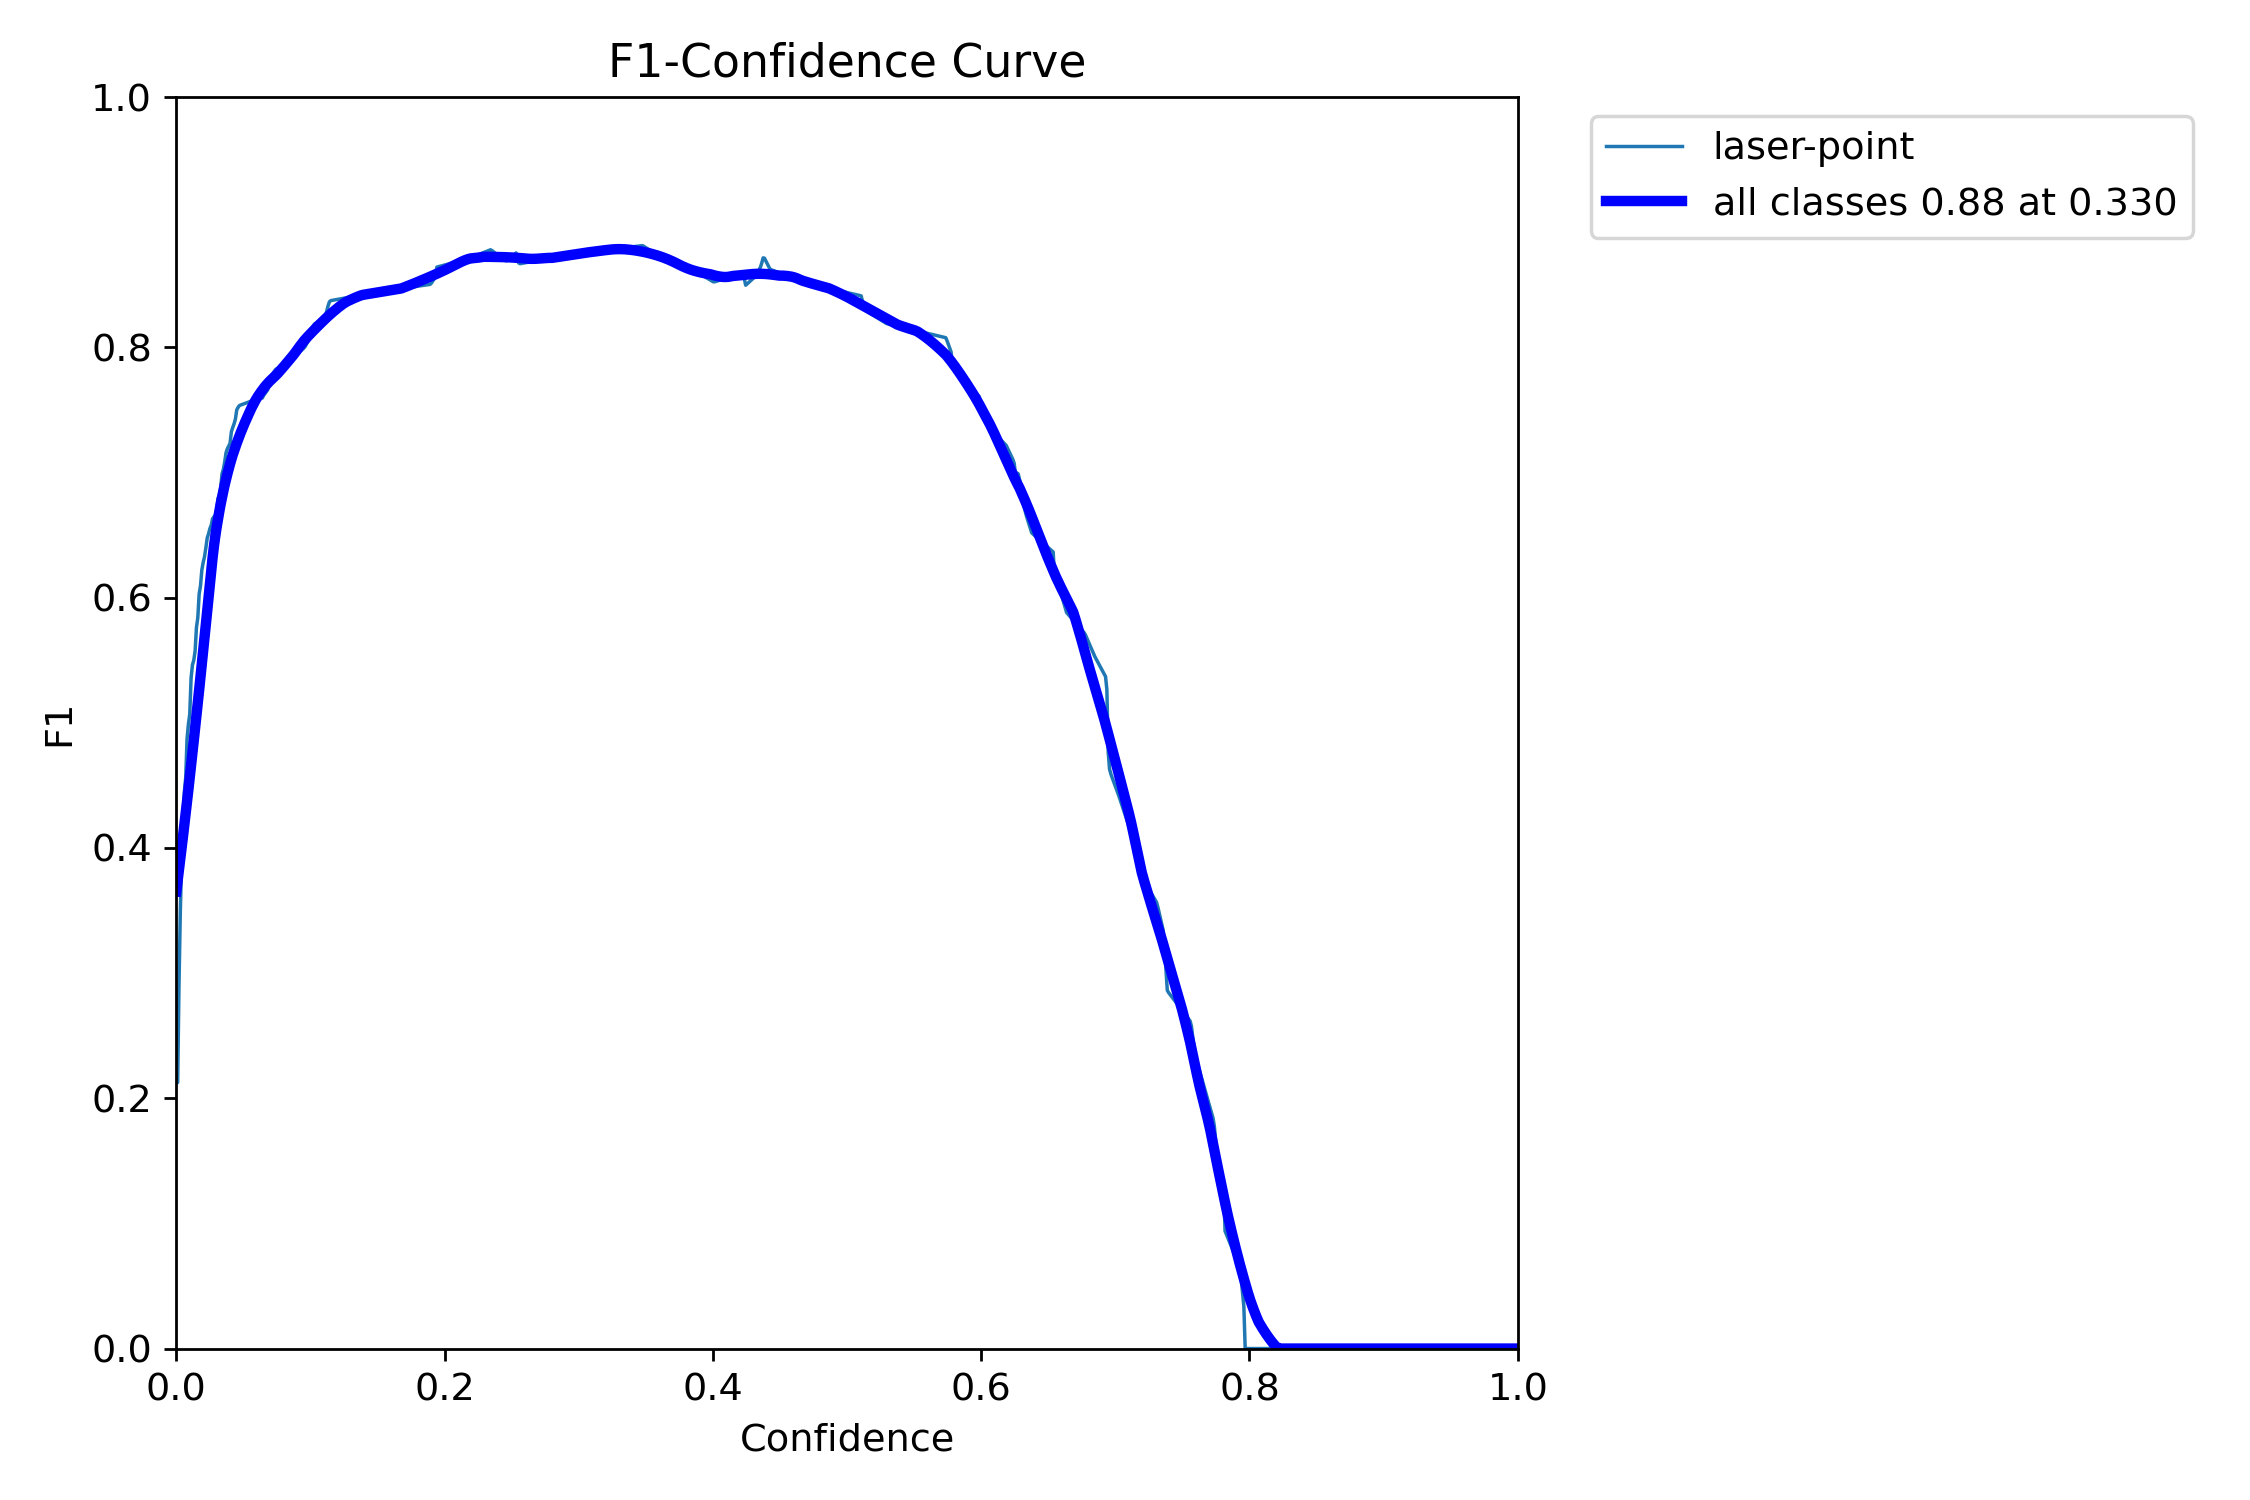 F1-Confidence Curve
1.0
0.8
0.6
0.4
0.2
0.0
F1
0.0 0.2 0.4 0.6 0.8 1.0
Confidence
laser-point
all classes 0.88 at 0.330